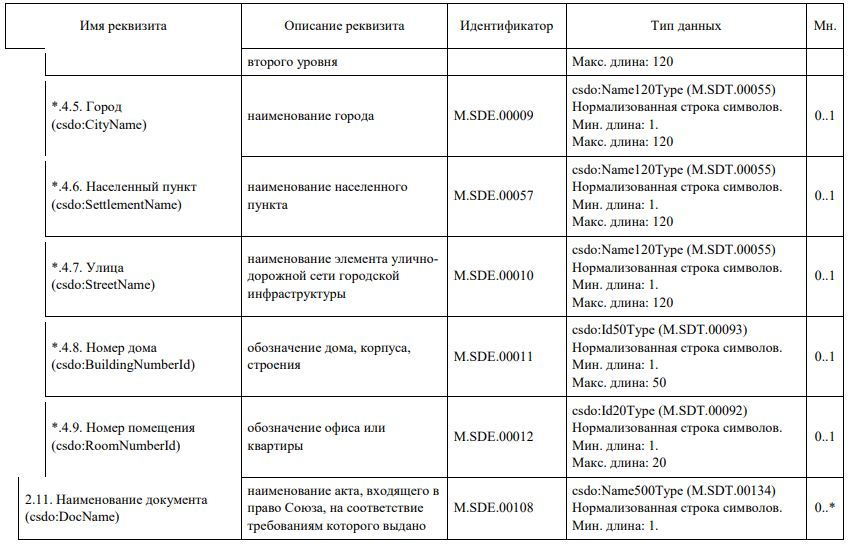 Имя реквизита Описание реквизита Идентификатор Тип данных Мн.
второго уровня Макс. длина: 120
*.4.5. Город
(csdo:CityName)
наименование города
M.SDE.00009
csdo:Name120Type (M.SDT.00055)
Нормализованная строка символов.
Мин. длина: 1.
Макс. длина: 120
0..1
*.4.6. Населенный пункт
(csdo:SettlementName)
наименование населенного
пункта
M.SDE.00057
csdo:Name120Type (M.SDT.00055)
Нормализованная строка символов.
Мин. длина: 1.
Макс. длина: 120
0..1
*.4.7. Улица
(csdo:StreetName)
наименование элемента улично-
дорожной сети городской
инфраструктуры
M.SDE.00010
csdo:Name120Type (M.SDT.00055)
Нормализованная строка символов.
Мин. длина: 1.
Макс. длина: 120
0..1
*.4.8. Номер дома
(csdo:BuildingNumberId)
обозначение дома, корпуса,
строения
M.SDE.00011
csdo:Id50Type (M.SDT.00093)
Нормализованная строка символов.
Мин. длина: 1.
Макс. длина: 50
0..1
*.4.9. Номер помещения
(csdo:RoomNumberId)
обозначение офиса или
квартиры
M.SDE.00012
csdo:Id20Type (M.SDT.00092)
Нормализованная строка символов.
Мин. длина: 1.
Макс. длина: 20
0..1
2.11. Наименование документа
(csdo:DocName)
наименование акта, входящего в
право Союза, на соответствие
требованиям которого выдано
M.SDE.00108
csdo:Name500Type (M.SDT.00134)
Нормализованная строка символов.
Мин. длина: 1.
0..*